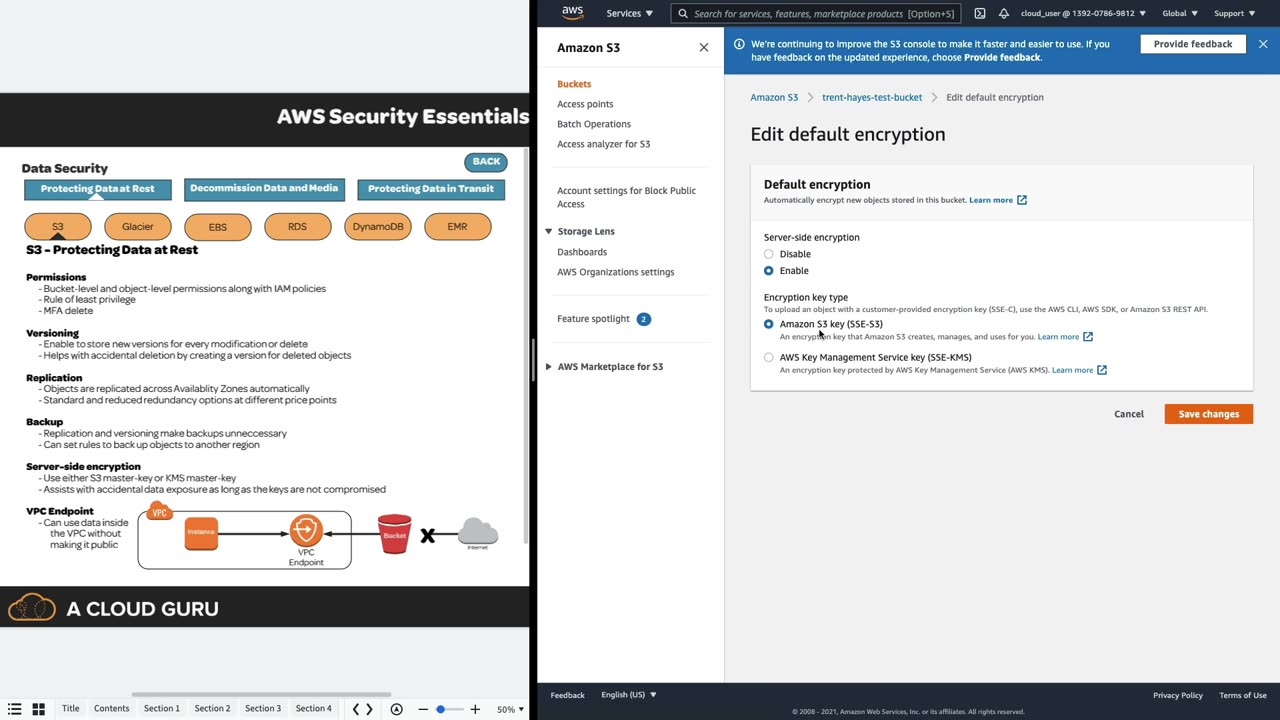 AWS Security Essentials
Data Security
BACK
Protecting Data at Rest
Decommission Data and Media
Protecting Data in Transit
S3
Glacier
EBS
RDS
DynamoDB
EMR
S3 - Protecting Data at Rest
Permissions
- Bucket-level and object-level permissions along with IAM policies
- Rule of least privilege
- MFA delete
Versioning
- Enable to store new versions for every modification or delete
- Helps with accidental deletion by creating a version for deleted objects
Replication
- Objects are replicated across Availablity Zones automatically
- Standard and reduced redundancy options at different price points
Backup
- Replication and versioning make backups unneccessary
- Can set rules to back up objects to another region
Server-side encryption
- Use either S3 master-key or KMS master-key
- Assists with accidental data exposure as long as the keys are not compromised
VPC Endpoint
- Can use data inside
the VPC without
making it public
VPC
Instance
VPC
Endpoint
Bucket
X
Internet
A CLOUD GURU
Title
Contents
Section 1
Section 2
Section 3
Section 4
50%
aws
Services
Search for services, features, marketplace products [Option+S]
cloud_user @ 1392-0786-9812
Global
Support
Amazon S3
Buckets
Access points
Batch Operations
Access analyzer for S3
Account settings for Block Public
Access
Storage Lens
Dashboards
AWS Organizations settings
Feature spotlight 2
AWS Marketplace for S3
We're continuing to improve the S3 console to make it faster and easier to use. If you
have feedback on the updated experience, choose Provide feedback.
Provide feedback
Amazon S3 > trent-hayes-test-bucket > Edit default encryption
Edit default encryption
Default encryption
Automatically encrypt new objects stored in this bucket. Learn more
Server-side encryption
Disable
Enable
Encryption key type
To upload an object with a customer-provided encryption key (SSE-C), use the AWS CLI, AWS SDK, or Amazon S3 REST API.
Amazon S3 key (SSE-S3)
An encryption key that Amazon S3 creates, manages, and uses for you. Learn more
AWS Key Management Service key (SSE-KMS)
An encryption key protected by AWS Key Management Service (AWS KMS). Learn more
Cancel
Save changes
Feedback
English (US)
Privacy Policy
Terms of Use
© 2008 - 2021, Amazon Web Services, Inc. or its affiliates. All rights reserved.